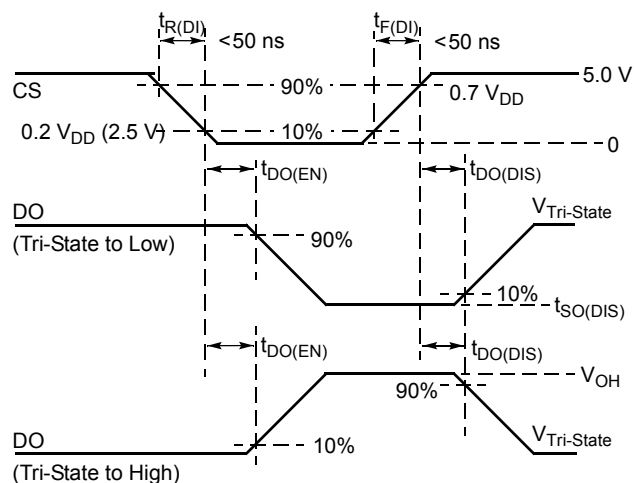 tR(DI) <50 ns tF(DI) <50 ns
5.0 V
CS 90% 0.7 VDD
0.2 VDD (2.5 V) 10% 0
tDO(EN) tDO(DIS)
DO VTri-State
(Tri-State to Low) 90%
10%
tSO(DIS)
tDO(EN) tDO(DIS)
VOH
90%
DO 10% VTri-State
(Tri-State to High)